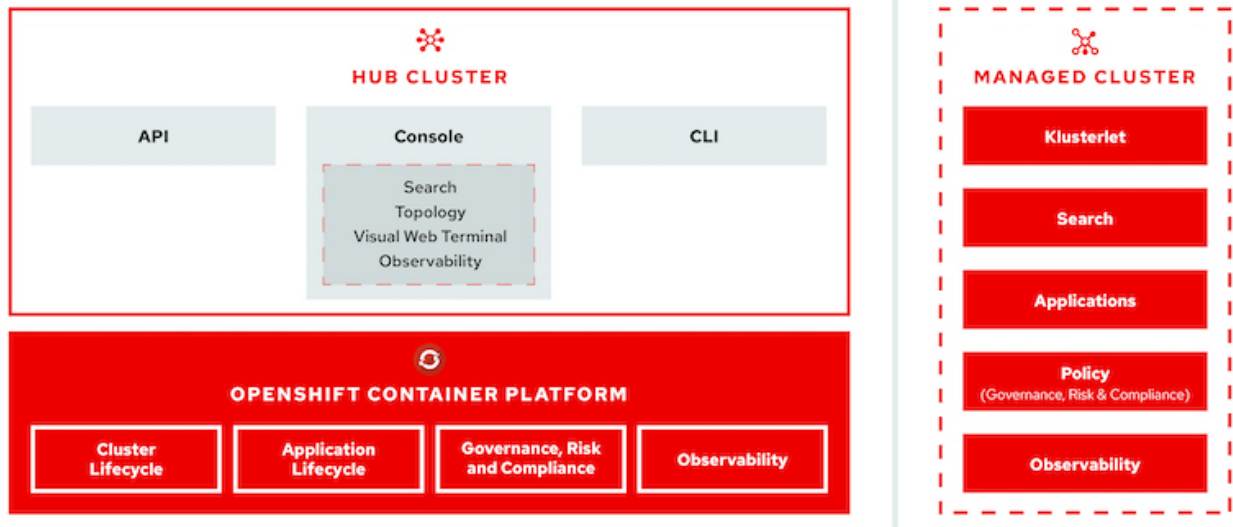 HUB CLUSTER
API
Console
Search
Topology
Visual Web Terminal
Observability
CLI
OPENSHIFT CONTAINER PLATFORM
Cluster
Lifecycle
Application
Lifecycle
Governance, Risk
and Compliance
Observability
MANAGED CLUSTER
Klusterlet
Search
Applications
Policy
(Governance, Risk & Compliance)
Observability